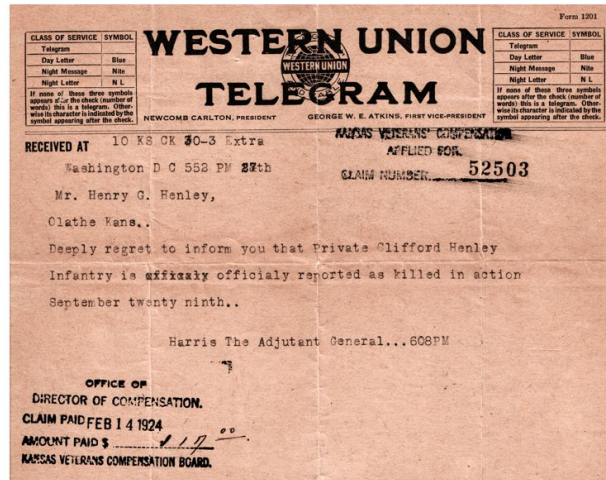 Form 1201
CLASS OF SERVICE SYMBOL
Telegram
Day Letter Blue
Night Message Nite
Night Letter N L
If none of these three symbols
appears after the check (number of
words) this is a telegram. Other-
wise its character is indicated by the
symbol appearing after the check.
WESTERN UNION
WESTERN UNION
TELEGRAM
NEWCOMB CARLTON, PRESIDENT GEORGE W. E. ATKINS, FIRST VICE-PRESIDENT
CLASS OF SERVICE SYMBOL
Telegram
Day Letter Blue
Night Message Nite
Night Letter N L
If none of these three symbols
appears after the check (number of
words) this is a telegram. Other-
wise its character is indicated by the
symbol appearing after the check.
RECEIVED AT 10 KS CK 30-3 Extra
KANSAS VETERANS' COMPENSATION
APPLIED FOR.
CLAIM NUMBER 52503
Washington D C 552 PM 27th
Mr. Henry G. Henley,
Olathe Kans..
Deeply regret to inform you that Private Clifford Henley
Infantry is officialy reported as killed in action
September twenty ninth..
Harris The Adjutant General...608PM
OFFICE OF
DIRECTOR OF COMPENSATION.
CLAIM PAID FEB 14 1924
AMOUNT PAID $ 17 00
KANSAS VETERANS COMPENSATION BOARD.